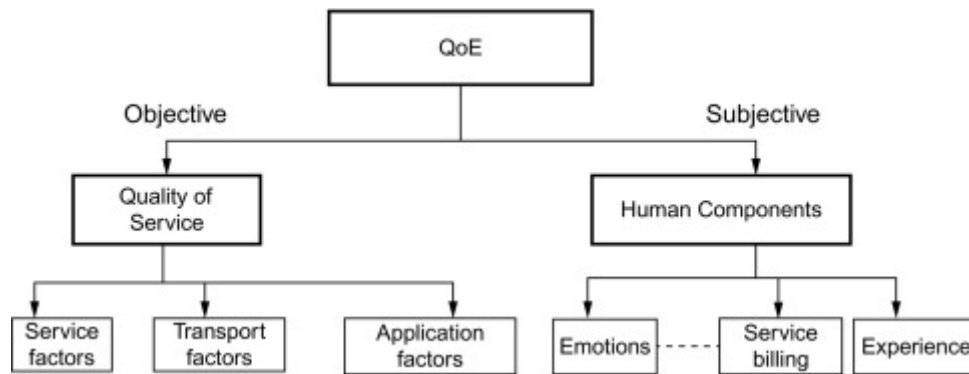 QoE
Objective
Subjective
Quality of
Service
Human Components
Service
factors
Transport
factors
Application
factors
Emotions
Service
billing
Experience